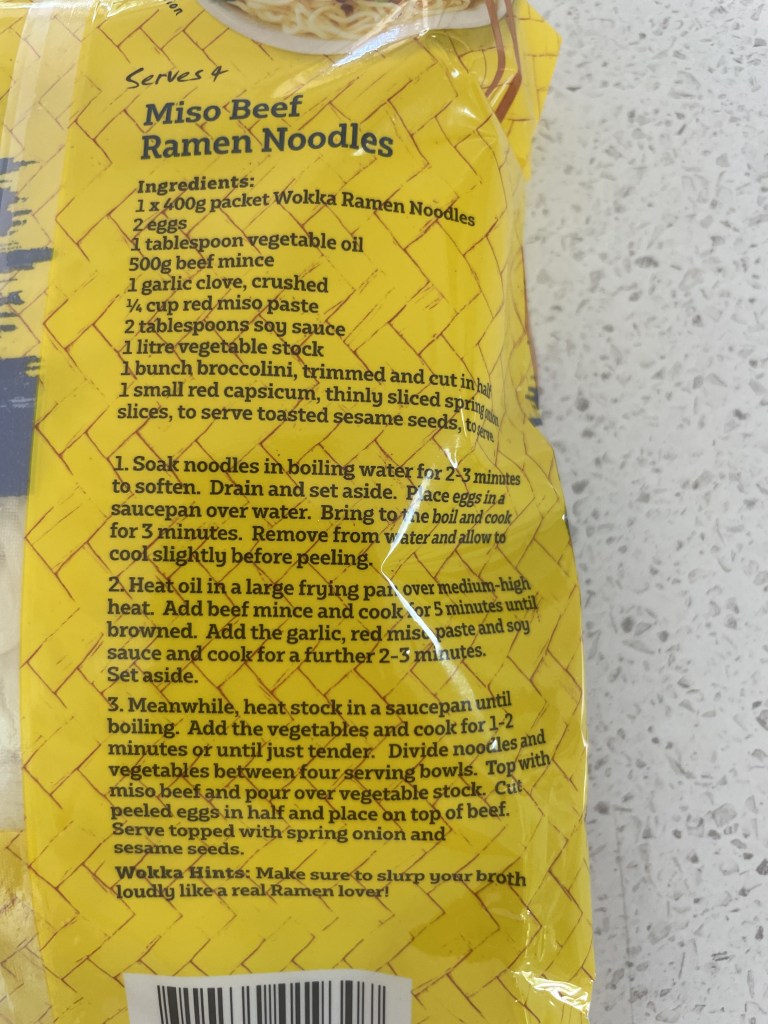 on
Serves 4
Miso Beef
Ramen Noodles
Ingredients:
1 x 400g packet Wokka Ramen Noodles
2 eggs
1 tablespoon vegetable oil
500g beef mince
1 garlic clove, crushed
¼ cup red miso paste
2 tablespoons soy sauce
1 litre vegetable stock
1 bunch broccolini, trimmed and cut in half
1 small red capsicum, thinly sliced spring onion
slices, to serve toasted sesame seeds, to serve
1. Soak noodles in boiling water for 2-3 minutes
to soften. Drain and set aside. Place eggs in a
saucepan over water. Bring to the boil and cook
for 3 minutes. Remove from water and allow to
cool slightly before peeling.
2. Heat oil in a large frying pan over medium-high
heat. Add beef mince and cook for 5 minutes until
browned. Add the garlic, red miso paste and soy
sauce and cook for a further 2-3 minutes.
Set aside.
3. Meanwhile, heat stock in a saucepan until
boiling. Add the vegetables and cook for 1-2
minutes or until just tender. Divide noodles and
vegetables between four serving bowls. Top with
miso beef and pour over vegetable stock. Cut
peeled eggs in half and place on top of beef.
Serve topped with spring onion and
sesame seeds.
Wokka Hints: Make sure to slurp your broth
loudly like a real Ramen lover!